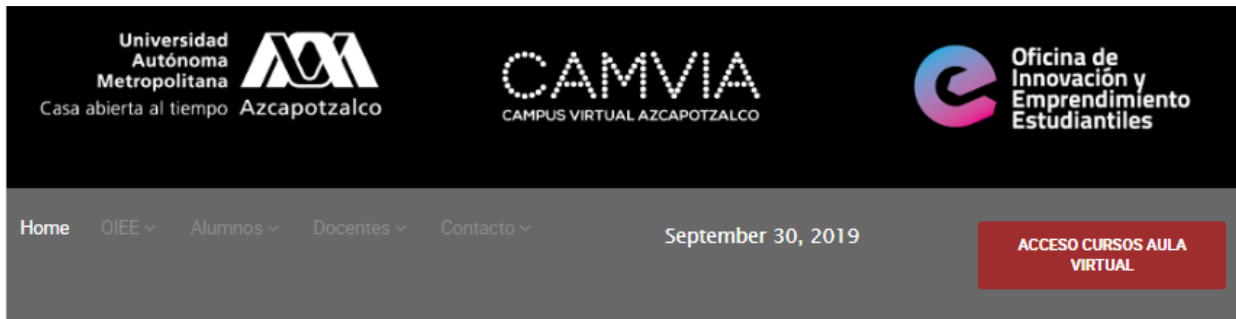 Universidad
Autónoma
Metropolitana
Casa abierta al tiempo Azcapotzalco
CAMVIA
CAMPUS VIRTUAL AZCAPOTZALCO
Oficina de
Innovación y
Emprendimiento
Estudiantiles
Home OIEE Alumnos Docentes Contacto
September 30, 2019
ACCESO CURSOS AULA
VIRTUAL